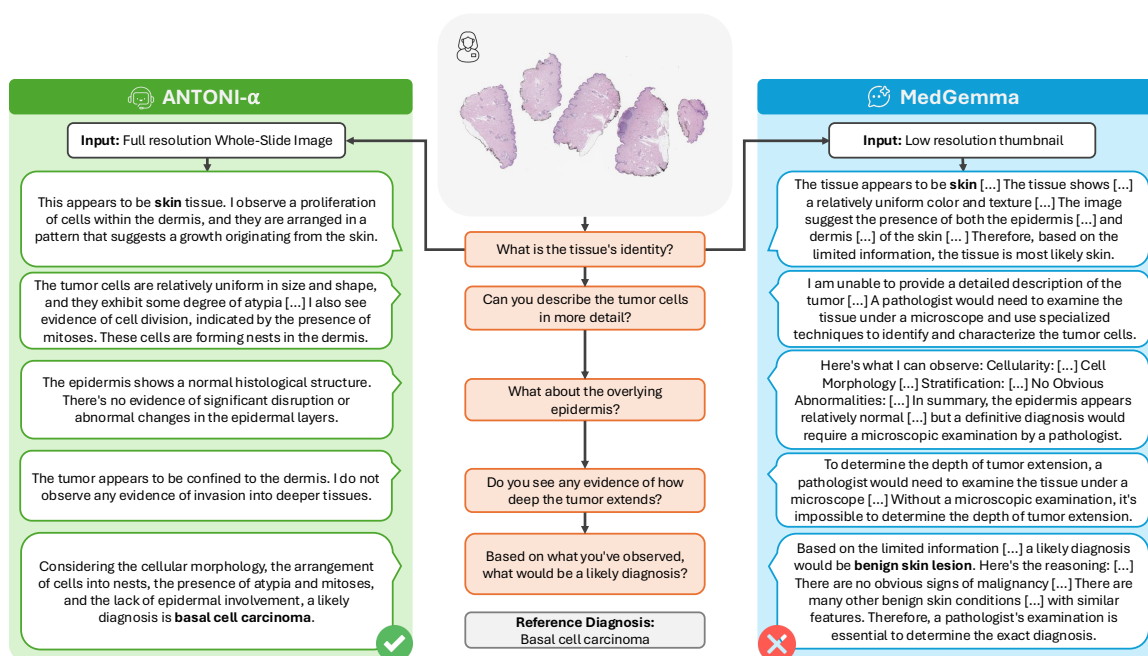 ANTONI-α
Input: Full resolution Whole-Slide Image
This appears to be skin tissue. I observe a proliferation
of cells within the dermis, and they are arranged in a
pattern that suggests a growth originating from the skin.
The tumor cells are relatively uniform in size and shape,
and they exhibit some degree of atypia [...] I also see
evidence of cell division, indicated by the presence of
mitoses. These cells are forming nests in the dermis.
The epidermis shows a normal histological structure.
There's no evidence of significant disruption or
abnormal changes in the epidermal layers.
The tumor appears to be confined to the dermis. I do not
observe any evidence of invasion into deeper tissues.
Considering the cellular morphology, the arrangement
of cells into nests, the presence of atypia and mitoses,
and the lack of epidermal involvement, a likely
diagnosis is basal cell carcinoma.
What is the tissue's identity?
Can you describe the tumor cells
in more detail?
What about the overlying
epidermis?
Do you see any evidence of how
deep the tumor extends?
Based on what you've observed,
what would be a likely diagnosis?
Reference Diagnosis:
Basal cell carcinoma
MedGemma
Input: Low resolution thumbnail
The tissue appears to be skin [...] The tissue shows [...]
a relatively uniform color and texture [...] The image
suggest the presence of both the epidermis [...] and
dermis [...] of the skin [... ] Therefore, based on the
limited information, the tissue is most likely skin.
I am unable to provide a detailed description of the
tumor [...] A pathologist would need to examine the
tissue under a microscope and use specialized
techniques to identify and characterize the tumor cells.
Here's what I can observe: Cellularity: [...] Cell
Morphology [...] Stratification: [...] No Obvious
Abnormalities: [...] In summary, the epidermis appears
relatively normal [...] but a definitive diagnosis would
require a microscopic examination by a pathologist.
To determine the depth of tumor extension, a
pathologist would need to examine the tissue under a
microscope [...] Without a microscopic examination, it's
impossible to determine the depth of tumor extension.
Based on the limited information [...] a likely diagnosis
would be benign skin lesion. Here's the reasoning: [...]
There are no obvious signs of malignancy [...] There are
many other benign skin conditions [...] with similar
features. Therefore, a pathologist's examination is
essential to determine the exact diagnosis.